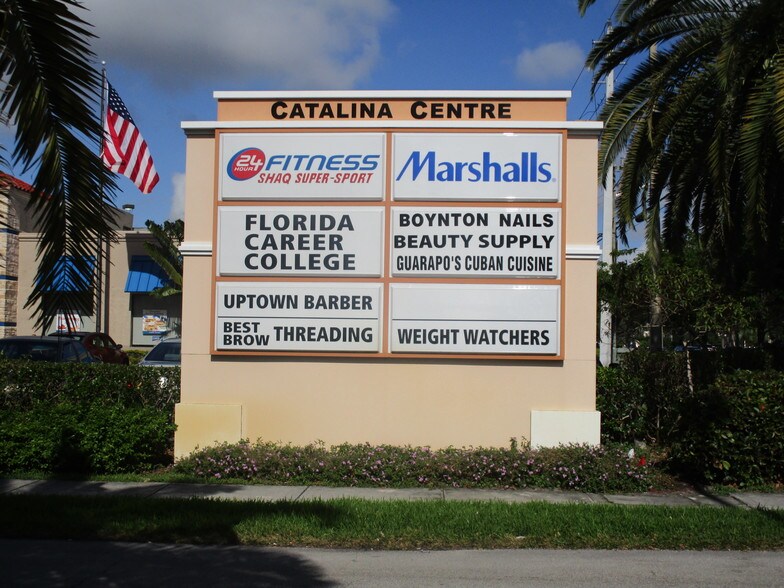 CATALINA CENTRE
24 HOUR FITNESS
SHAQ SUPER-SPORT
Marshalls
FLORIDA
CAREER
COLLEGE
BOYNTON NAILS
BEAUTY SUPPLY
GUARAPO'S CUBAN CUISINE
UPTOWN BARBER
BEST BROW THREADING
WEIGHT WATCHERS